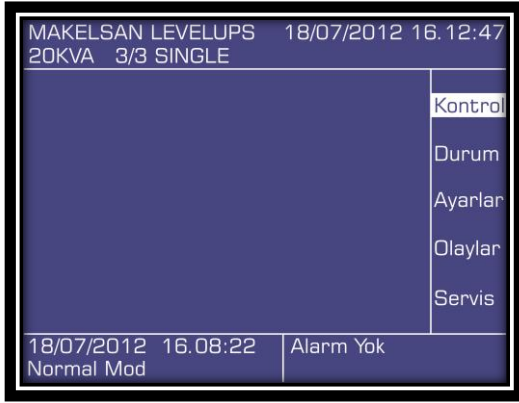 MAKELSAN LEVELUPS 18/07/2012 16.12:47
20KVA 3/3 SINGLE
Kontrol
Durum
Ayarlar
Olaylar
Servis
18/07/2012 16.08:22 Alarm Yok
Normal Mod